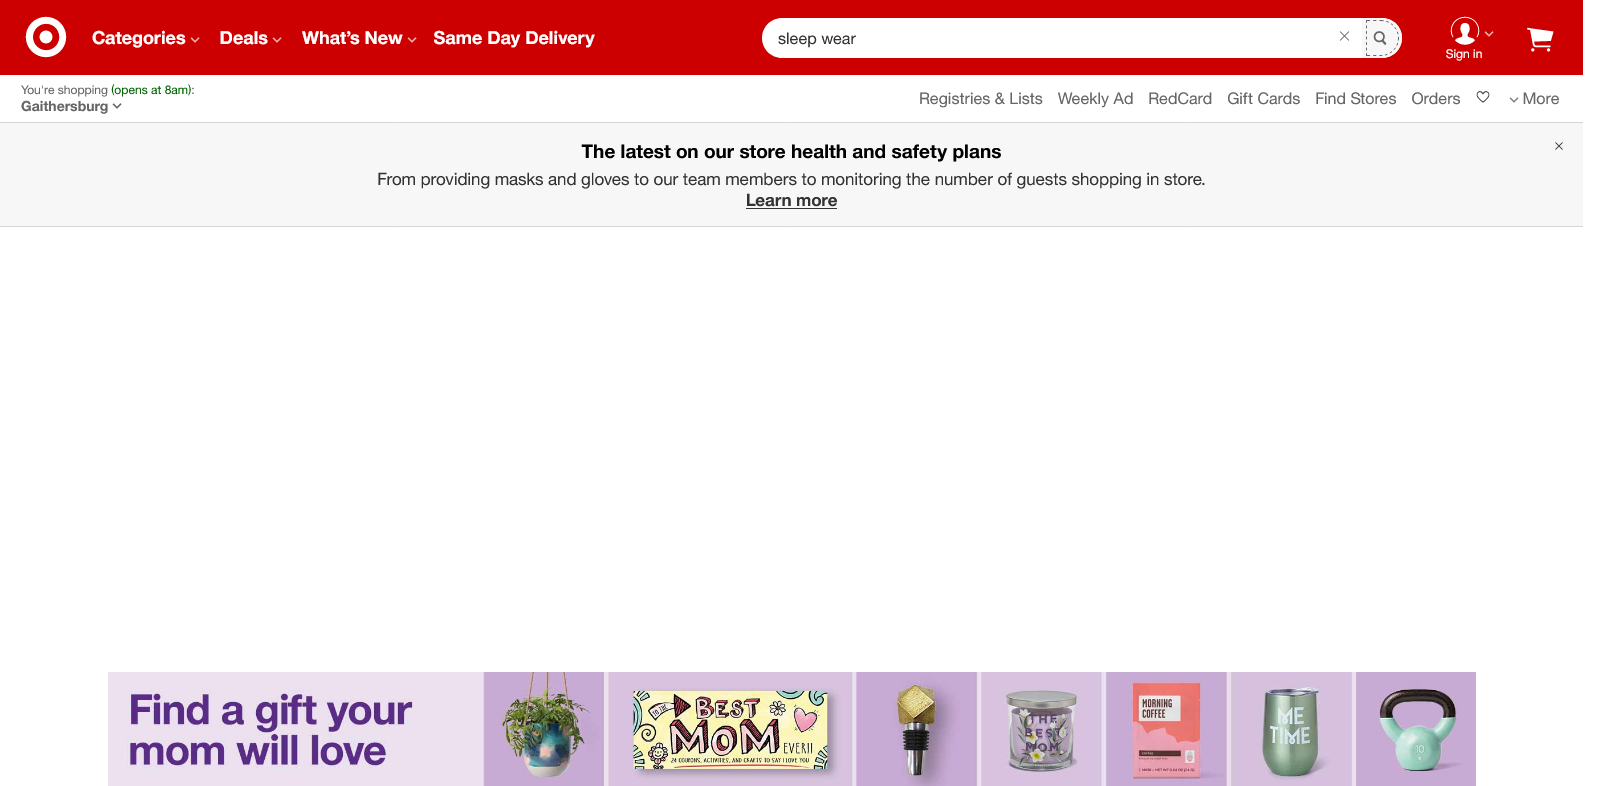 Categories
Deals
What's New
Same Day Delivery
sleep wear
Sign in
You're shopping (opens at 8am):
Gaithersburg
Registries & Lists
Weekly Ad
RedCard
Gift Cards
Find Stores
Orders
More
The latest on our store health and safety plans
From providing masks and gloves to our team members to monitoring the number of guests shopping in store.
Learn more
Find a gift your
mom will love
TO THE
BEST
MOM
EVER!!
24 COUPONS, ACTIVITIES, AND CRAFTS TO SAY I LOVE YOU
THE
BEST
MOM
MORNING
COFFEE
ME
TIME
10